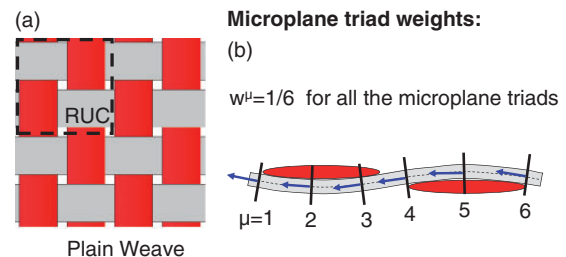 (a)
RUC
Plain Weave
Microplane triad weights:
(b)
wᵘ=1/6 for all the microplane triads
μ=1 2 3 4 5 6